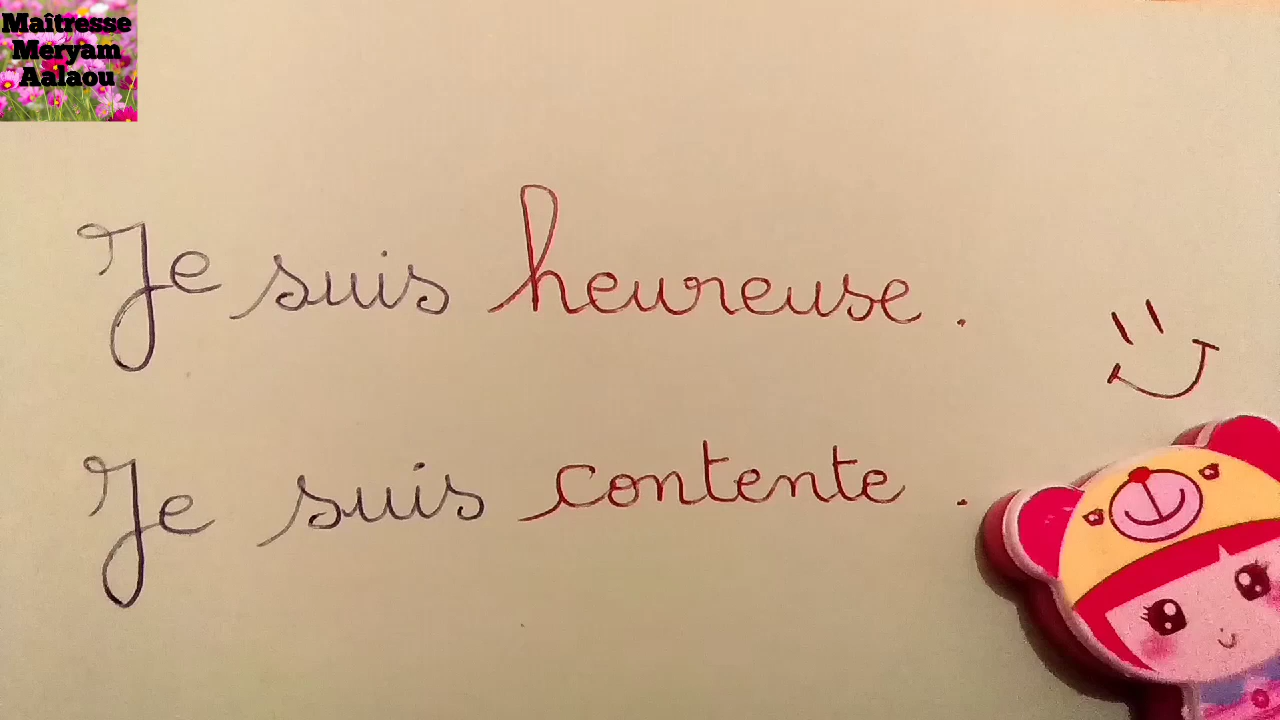 Maîtresse
Meryam
Aalaou
Je suis heureuse.
Je suis contente.